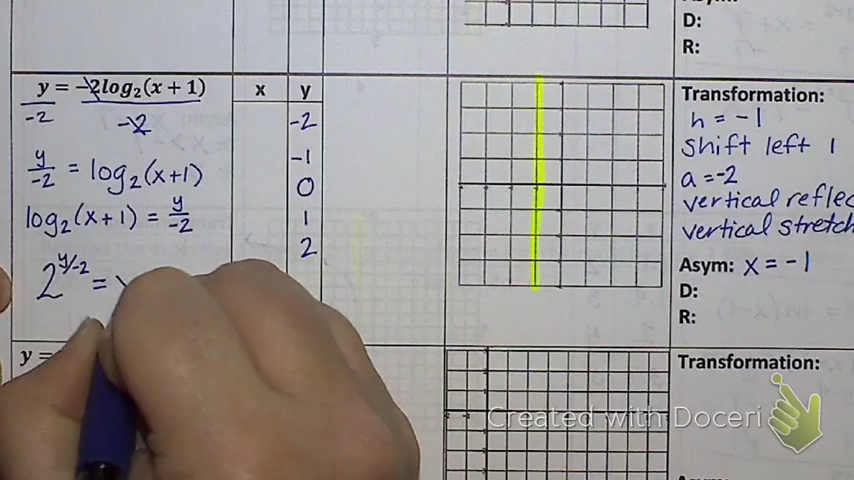 D:
R:
y = -2log₂(x + 1)
x
y
Transformation:
-2
-2
h = -1
y/-2 = log₂(x+1)
-2
-1
0
1
2
shift left 1
a = -2
vertical reflec
vertical stretch
log₂(x+1) = y/-2
2^(y/-2) =
Asym: x = -1
D:
R:
y =
Transformation:
Created with Doceri